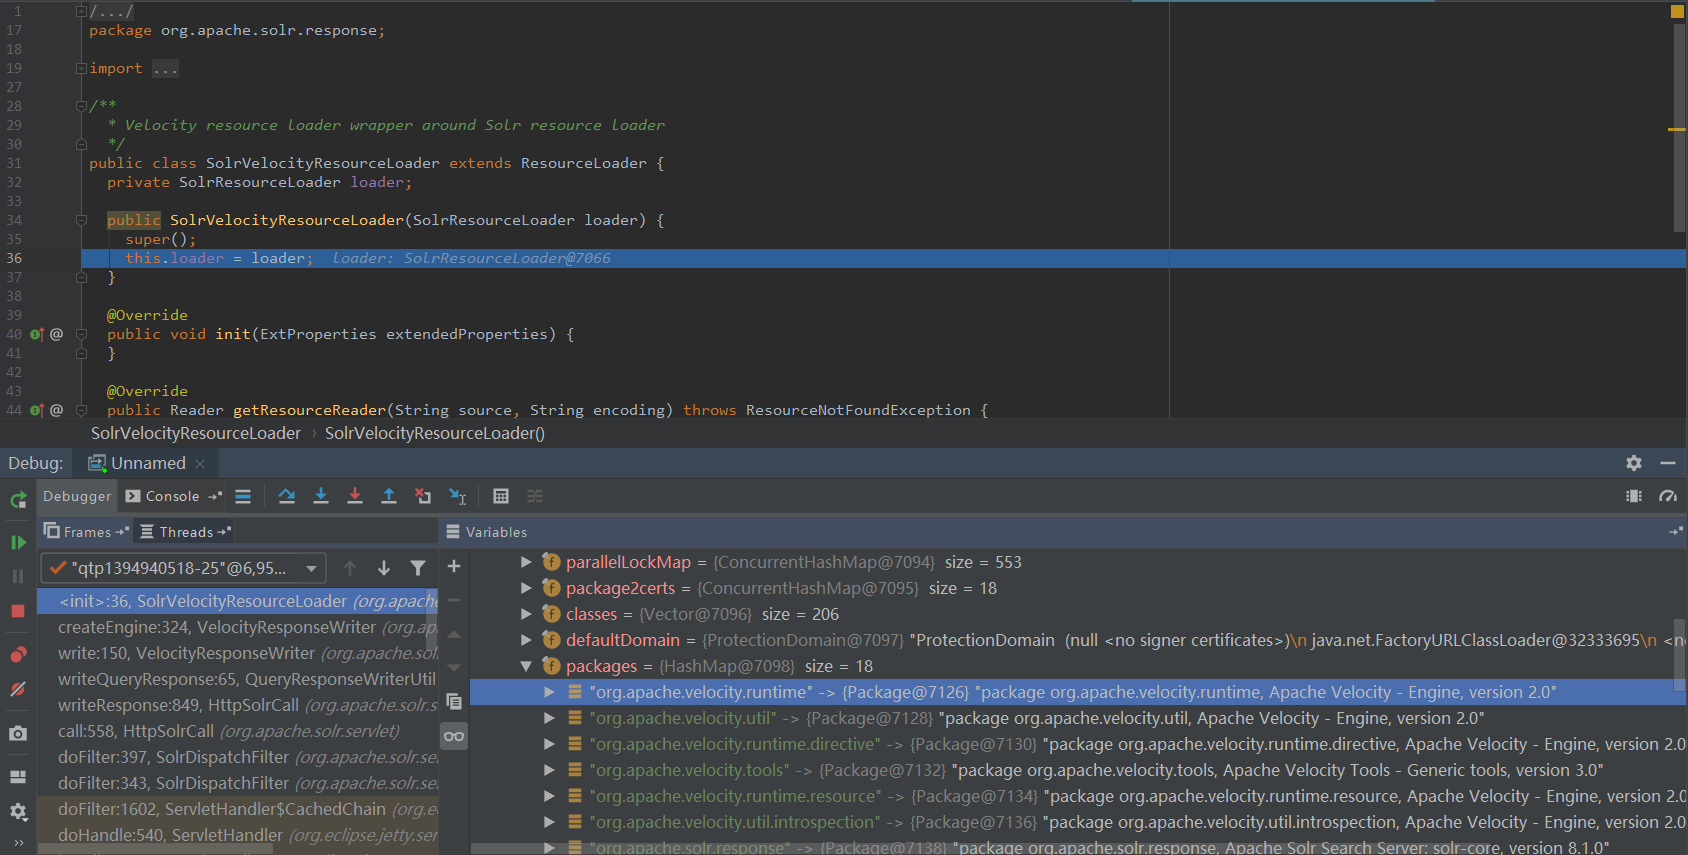 1 /.../
17 package org.apache.solr.response;
18
19 import ...
27
28 /**
29 * Velocity resource loader wrapper around Solr resource loader
30 */
31 public class SolrVelocityResourceLoader extends ResourceLoader {
32 private SolrResourceLoader loader;
33
34 public SolrVelocityResourceLoader(SolrResourceLoader loader) {
35 super();
36 this.loader = loader; loader: SolrResourceLoader@7066
37 }
38
39 @Override
40 @ public void init(ExtProperties extendedProperties) {
41 }
42
43 @Override
44 @ public Reader getResourceReader(String source, String encoding) throws ResourceNotFoundException {
SolrVelocityResourceLoader › SolrVelocityResourceLoader()
Debug: Unnamed ×
Debugger Console
Frames Threads
"qtp1394940518-25"@6,95...
<init>:36, SolrVelocityResourceLoader (org.apache
createEngine:324, VelocityResponseWriter (org.ap
write:150, VelocityResponseWriter (org.apache.sol
writeQueryResponse:65, QueryResponseWriterUtil
writeResponse:849, HttpSolrCall (org.apache.solr.s
call:558, HttpSolrCall (org.apache.solr.servlet)
doFilter:397, SolrDispatchFilter (org.apache.solr.se
doFilter:343, SolrDispatchFilter (org.apache.solr.se
doFilter:1602, ServletHandler$CachedChain (org.e
doHandle:540, ServletHandler (org.eclipse.jetty.ser
Variables
parallelLockMap = {ConcurrentHashMap@7094} size = 553
package2certs = {ConcurrentHashMap@7095} size = 18
classes = {Vector@7096} size = 206
defaultDomain = {ProtectionDomain@7097} "ProtectionDomain (null <no signer certificates>)\n java.net.FactoryURLClassLoader@32333695\n <no
packages = {HashMap@7098} size = 18
"org.apache.velocity.runtime" -> {Package@7126} "package org.apache.velocity.runtime, Apache Velocity - Engine, version 2.0"
"org.apache.velocity.util" -> {Package@7128} "package org.apache.velocity.util, Apache Velocity - Engine, version 2.0"
"org.apache.velocity.runtime.directive" -> {Package@7130} "package org.apache.velocity.runtime.directive, Apache Velocity - Engine, version 2.0
"org.apache.velocity.tools" -> {Package@7132} "package org.apache.velocity.tools, Apache Velocity Tools - Generic tools, version 3.0"
"org.apache.velocity.runtime.resource" -> {Package@7134} "package org.apache.velocity.runtime.resource, Apache Velocity - Engine, version 2.0
"org.apache.velocity.util.introspection" -> {Package@7136} "package org.apache.velocity.util.introspection, Apache Velocity - Engine, version 2.0
"org.apache.solr.response" -> {Package@7138} "package org.apache.solr.response, Apache Solr Search Server: solr-core, version 8.1.0"